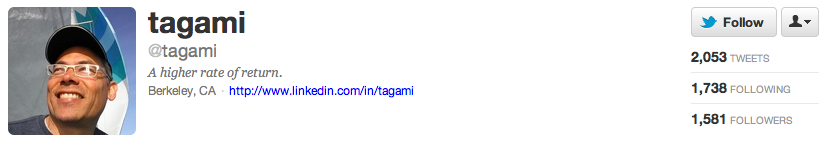 tagami
@tagami
A higher rate of return.
Berkeley, CA · http://www.linkedin.com/in/tagami
Follow
2,053 TWEETS
1,738 FOLLOWING
1,581 FOLLOWERS